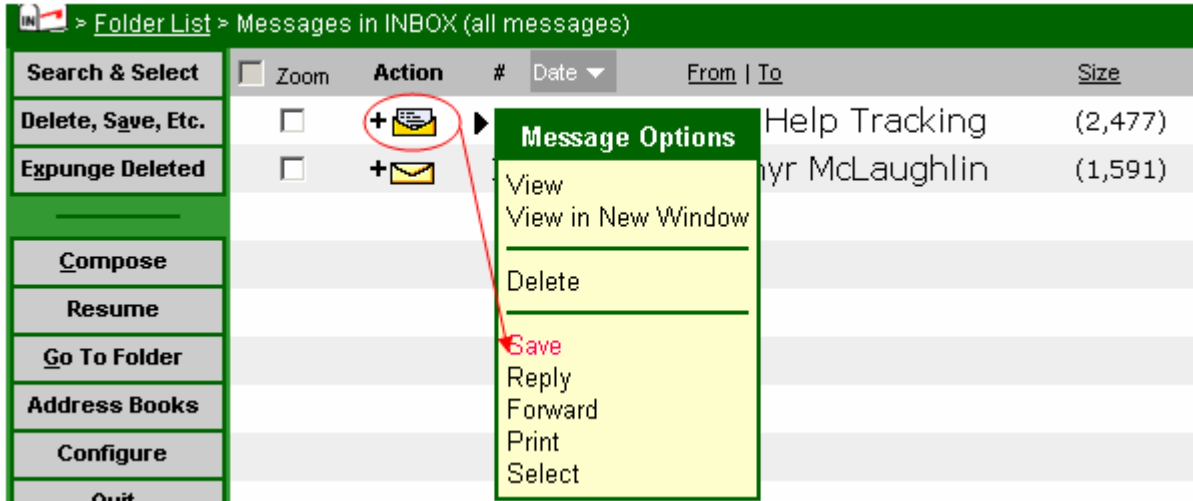 IN > Folder List > Messages in INBOX (all messages)
Search & Select
Zoom Action # Date From | To Size
Delete, Save, Etc.
Help Tracking (2,477)
Expunge Deleted
McLaughlin (1,591)
Message Options
View
View in New Window
Delete
Save
Reply
Forward
Print
Select
Compose
Resume
Go To Folder
Address Books
Configure
Quit